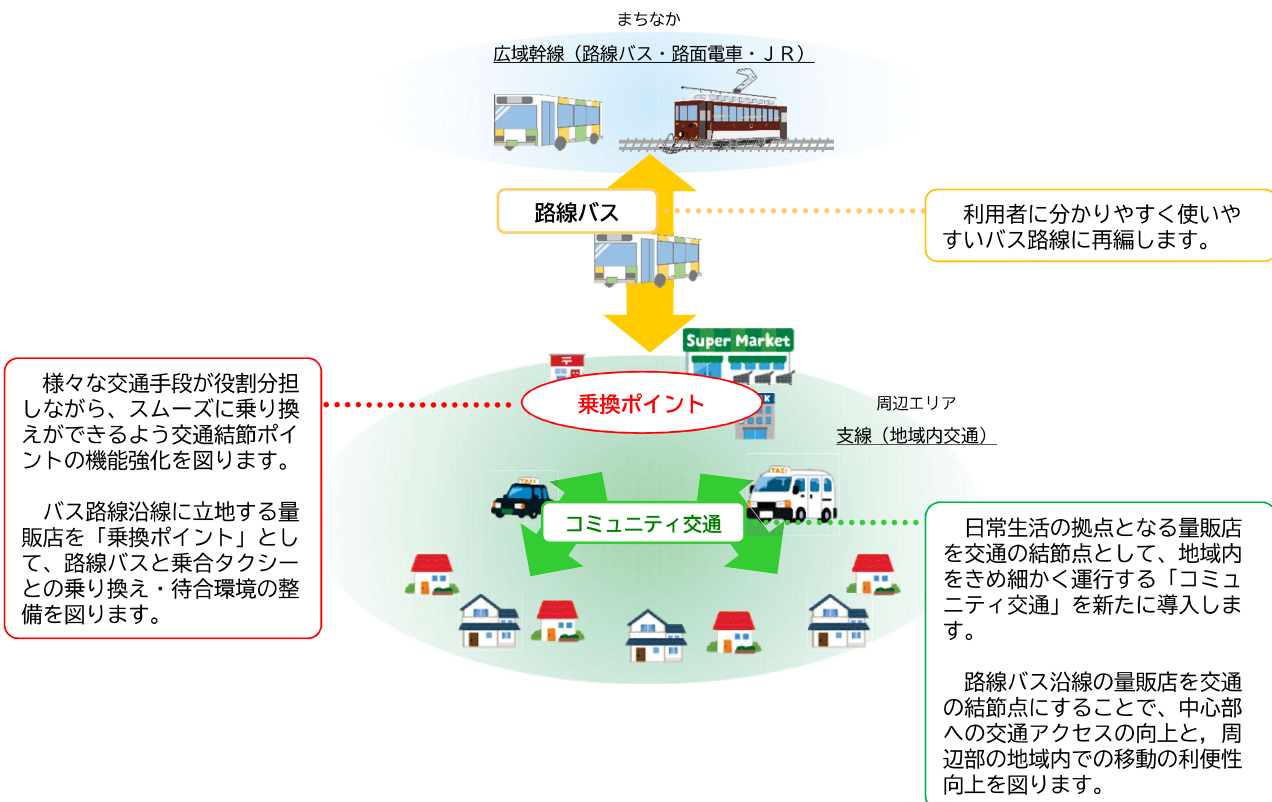 まちなか
広域幹線（路線バス・路面電車・ＪＲ）
路線バス
利用者に分かりやすく使いや
すいバス路線に再編します。
Super Market
〒
乗換ポイント
K
周辺エリア
支線（地域内交通）
様々な交通手段が役割分担
しながら、スムーズに乗り換
えができるよう交通結節ポイ
ントの機能強化を図ります。
バス路線沿線に立地する量
販店を「乗換ポイント」とし
て、路線バスと乗合タクシー
との乗り換え・待合環境の整
備を図ります。
TAXI
TAXI
コミュニティ交通
日常生活の拠点となる量販店
を交通の結節点として、地域内
をきめ細かく運行する「コミュ
ニティ交通」を新たに導入しま
す。
路線バス沿線の量販店を交通
の結節点にすることで、中心部
への交通アクセスの向上と，周
辺部の地域内での移動の利便性
向上を図ります。